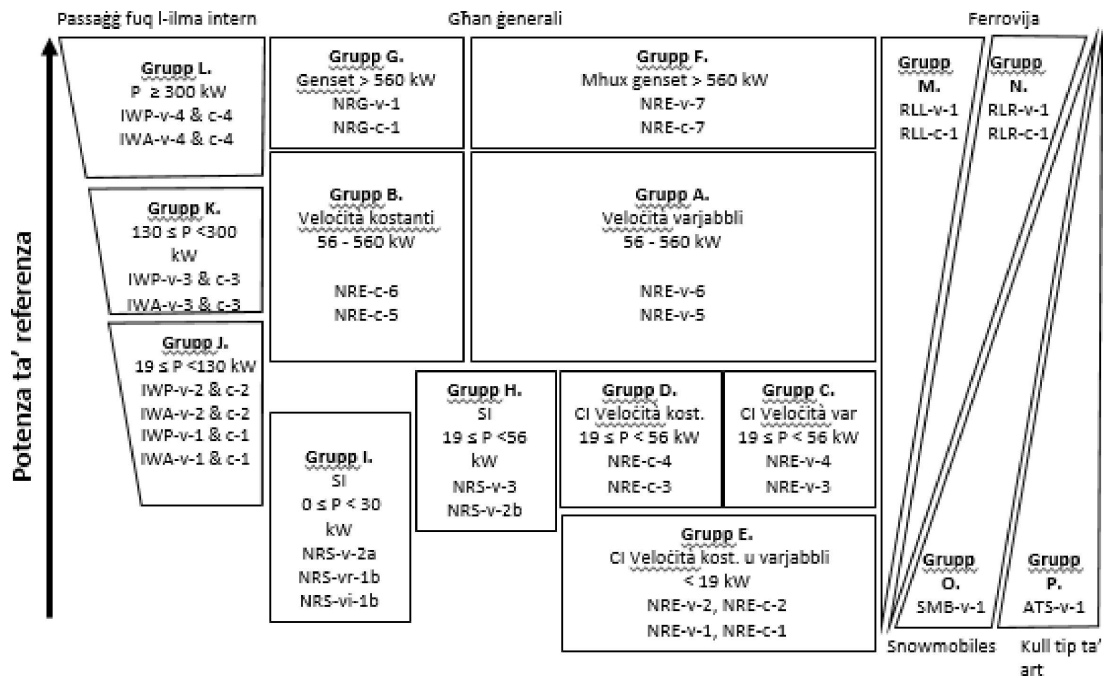 Passaġġ fuq l-ilma intern
Għan ġenerali
Ferrovija
Potenza ta’ referenza
Grupp L.
P ≥ 300 kW
IWP-v-4 & c-4
IWA-v-4 & c-4
Grupp K.
130 ≤ P <300
kW
IWP-v-3 & c-3
IWA-v-3 & c-3
Grupp J.
19 ≤ P <130 kW
IWP-v-2 & c-2
IWA-v-2 & c-2
IWP-v-1 & c-1
IWA-v-1 & c-1
Grupp G.
Genset > 560 kW
NRG-v-1
NRG-c-1
Grupp F.
Mhux genset > 560 kW
NRE-v-7
NRE-c-7
Grupp B.
Veloċità kostanti
56 - 560 kW
NRE-c-6
NRE-c-5
Grupp A.
Veloċità varjabbli
56 - 560 kW
NRE-v-6
NRE-v-5
Grupp I.
SI
0 ≤ P < 30
kW
NRS-v-2a
NRS-vr-1b
NRS-vi-1b
Grupp H.
SI
19 ≤ P <56
kW
NRS-v-3
NRS-v-2b
Grupp D.
CI Veloċità kost.
19 ≤ P < 56 kW
NRE-c-4
NRE-c-3
Grupp C.
CI Veloċità var
19 ≤ P < 56 kW
NRE-v-4
NRE-v-3
Grupp E.
CI Veloċità kost. u varjabbli
< 19 kW
NRE-v-2, NRE-c-2
NRE-v-1, NRE-c-1
Grupp
M.
RLL-v-1
RLL-c-1
Grupp
N.
RLR-v-1
RLR-c-1
Grupp
O.
SMB-v-1
Grupp
P.
ATS-v-1
Snowmobiles
Kull tip ta’
art